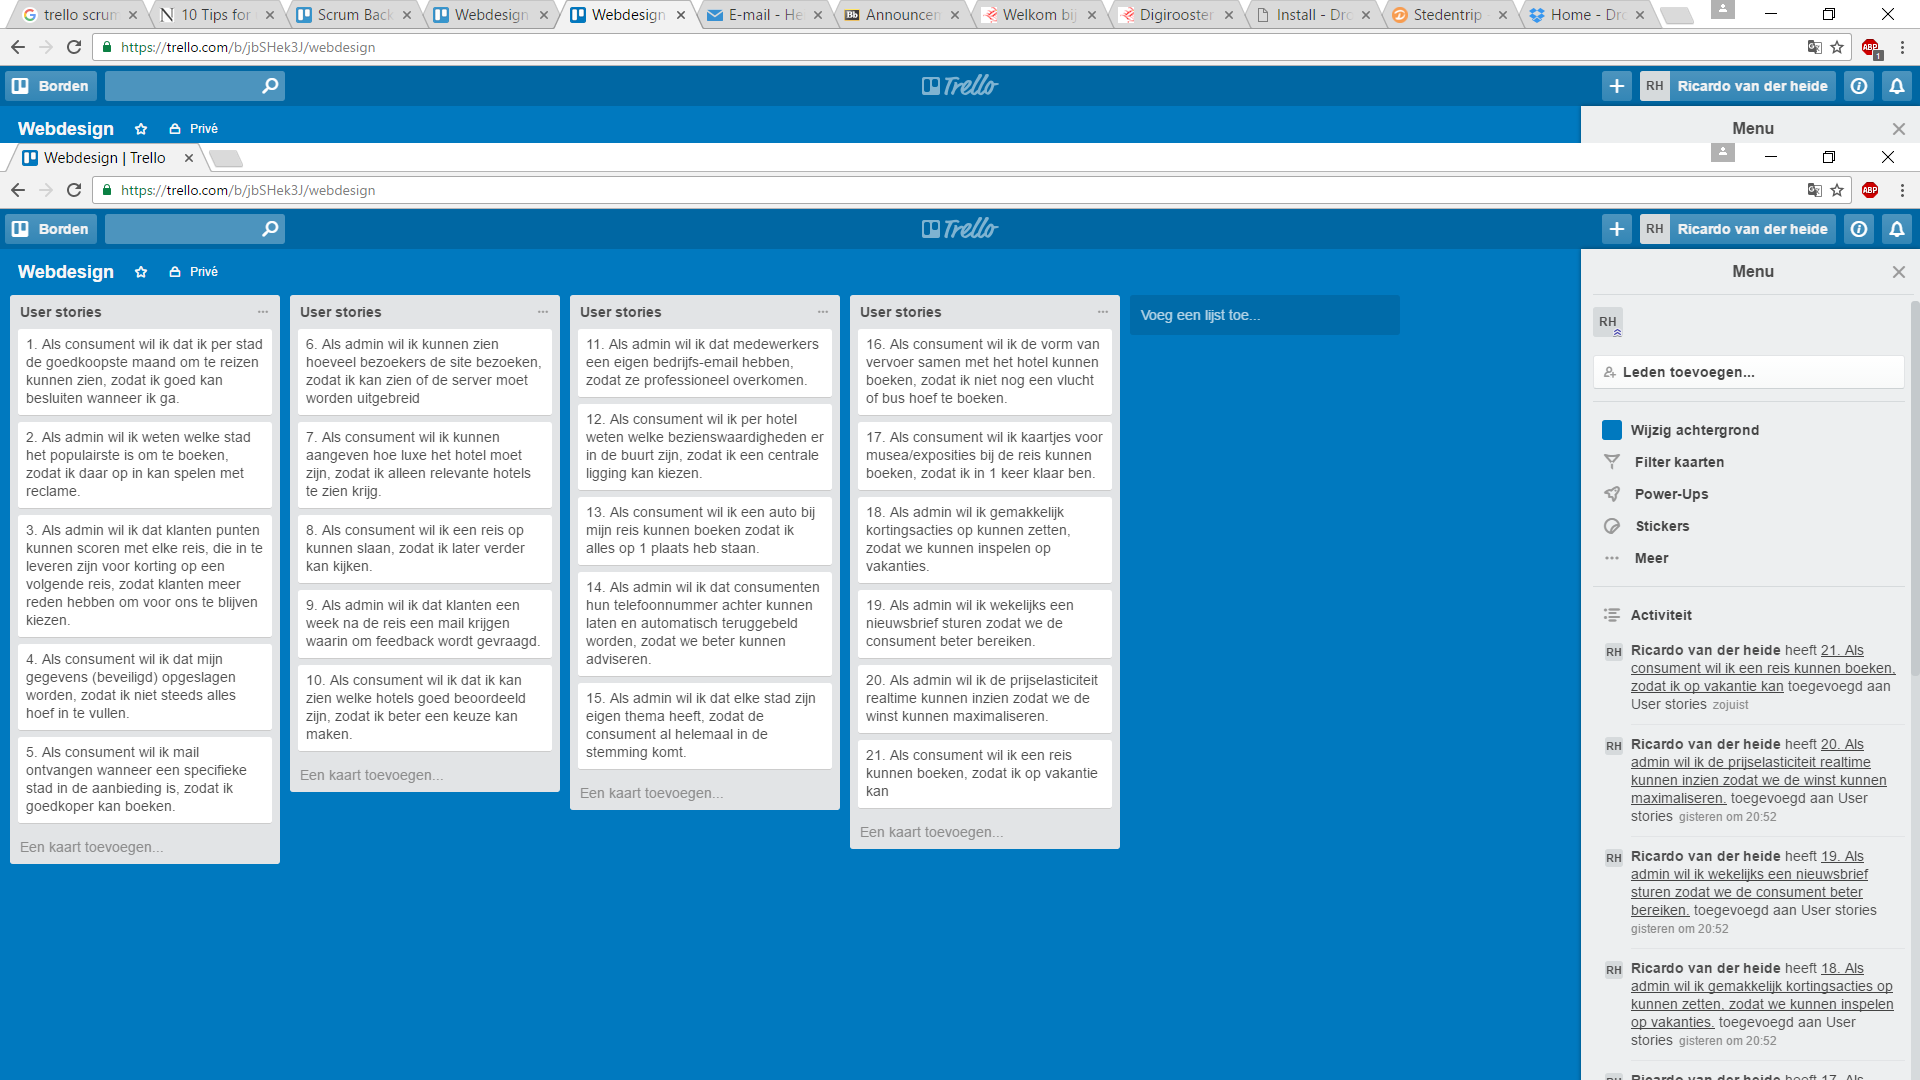 trello scrum
10 Tips for
Scrum Back
Webdesign
Webdesign
E-mail - He
Announcem
Welkom bij
Digirooster
Install - Dro
Stedentrip -
Home - Dro
https://trello.com/b/jbSHek3J/webdesign
ABP
1
Borden
Trello
RH
Ricardo van der heide
Webdesign
Privé
Menu
Webdesign | Trello
https://trello.com/b/jbSHek3J/webdesign
ABP
Borden
Trello
RH
Ricardo van der heide
Webdesign
Privé
User stories
1. Als consument wil ik dat ik per stad
de goedkoopste maand om te reizen
kunnen zien, zodat ik goed kan
besluiten wanneer ik ga.
2. Als admin wil ik weten welke stad
het populairste is om te boeken,
zodat ik daar op in kan spelen met
reclame.
3. Als admin wil ik dat klanten punten
kunnen scoren met elke reis, die in te
leveren zijn voor korting op een
volgende reis, zodat klanten meer
reden hebben om voor ons te blijven
kiezen.
4. Als consument wil ik dat mijn
gegevens (beveiligd) opgeslagen
worden, zodat ik niet steeds alles
hoef in te vullen.
5. Als consument wil ik mail
ontvangen wanneer een specifieke
stad in de aanbieding is, zodat ik
goedkoper kan boeken.
Een kaart toevoegen...
User stories
6. Als admin wil ik kunnen zien
hoeveel bezoekers de site bezoeken,
zodat ik kan zien of de server moet
worden uitgebreid
7. Als consument wil ik kunnen
aangeven hoe luxe het hotel moet
zijn, zodat ik alleen relevante hotels
te zien krijg.
8. Als consument wil ik een reis op
kunnen slaan, zodat ik later verder
kan kijken.
9. Als admin wil ik dat klanten een
week na de reis een mail krijgen
waarin om feedback wordt gevraagd.
10. Als consument wil ik dat ik kan
zien welke hotels goed beoordeeld
zijn, zodat ik beter een keuze kan
maken.
Een kaart toevoegen...
User stories
11. Als admin wil ik dat medewerkers
een eigen bedrijfs-email hebben,
zodat ze professioneel overkomen.
12. Als consument wil ik per hotel
weten welke bezienswaardigheden er
in de buurt zijn, zodat ik een centrale
ligging kan kiezen.
13. Als consument wil ik een auto bij
mijn reis kunnen boeken zodat ik
alles op 1 plaats heb staan.
14. Als admin wil ik dat consumenten
hun telefoonnummer achter kunnen
laten en automatisch teruggebeld
worden, zodat we beter kunnen
adviseren.
15. Als admin wil ik dat elke stad zijn
eigen thema heeft, zodat de
consument al helemaal in de
stemming komt.
Een kaart toevoegen...
User stories
16. Als consument wil ik de vorm van
vervoer samen met het hotel kunnen
boeken, zodat ik niet nog een vlucht
of bus hoef te boeken.
17. Als consument wil ik kaartjes voor
musea/exposities bij de reis kunnen
boeken, zodat ik in 1 keer klaar ben.
18. Als admin wil ik gemakkelijk
kortingsacties op kunnen zetten,
zodat we kunnen inspelen op
vakanties.
19. Als admin wil ik wekelijks een
nieuwsbrief sturen zodat we de
consument beter bereiken.
20. Als admin wil ik de prijselasticiteit
realtime kunnen inzien zodat we de
winst kunnen maximaliseren.
21. Als consument wil ik een reis
kunnen boeken, zodat ik op vakantie
kan
Een kaart toevoegen...
Voeg een lijst toe...
Menu
RH
Leden toevoegen...
Wijzig achtergrond
Filter kaarten
Power-Ups
Stickers
Meer
Activiteit
RH
Ricardo van der heide heeft 21. Als
consument wil ik een reis kunnen boeken,
zodat ik op vakantie kan toegevoegd aan
User stories zojuist
RH
Ricardo van der heide heeft 20. Als
admin wil ik de prijselasticiteit realtime
kunnen inzien zodat we de winst kunnen
maximaliseren. toegevoegd aan User
stories gisteren om 20:52
RH
Ricardo van der heide heeft 19. Als
admin wil ik wekelijks een nieuwsbrief
sturen zodat we de consument beter
bereiken. toegevoegd aan User stories
gisteren om 20:52
RH
Ricardo van der heide heeft 18. Als
admin wil ik gemakkelijk kortingsacties op
kunnen zetten, zodat we kunnen inspelen
op vakanties. toegevoegd aan User
stories gisteren om 20:52
RH
Ricardo van der heide heeft 17. Als